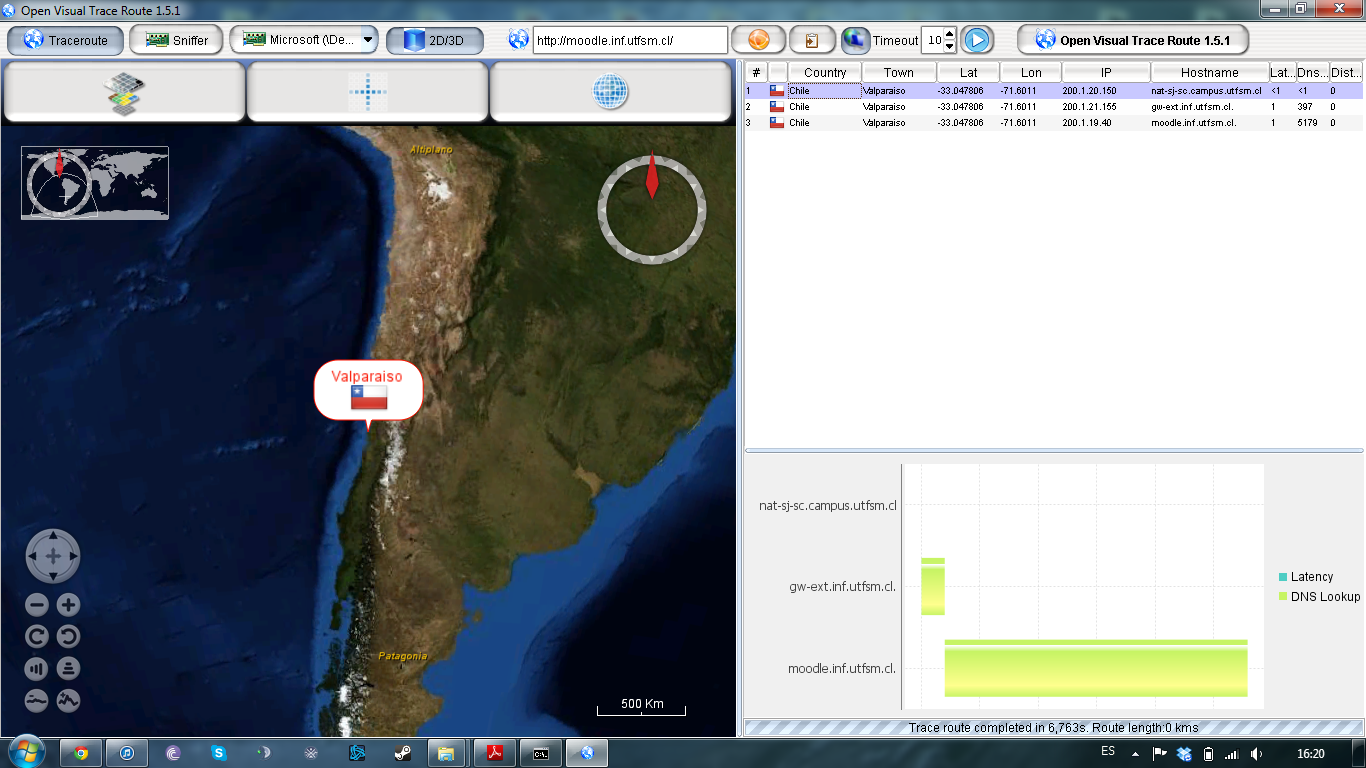 Open Visual Trace Route 1.5.1
Traceroute
Sniffer
Microsoft (\De...
2D/3D
http://moodle.inf.utfsm.cl/
Timeout
10
Open Visual Trace Route 1.5.1
# Country Town Lat Lon IP Hostname Lat... Dns... Dist...
1 Chile Valparaiso -33.047806 -71.6011 200.1.20.150 nat-sj-sc.campus.utfsm.cl <1 <1 0
2 Chile Valparaiso -33.047806 -71.6011 200.1.21.155 gw-ext.inf.utfsm.cl. 1 397 0
3 Chile Valparaiso -33.047806 -71.6011 200.1.19.40 moodle.inf.utfsm.cl. 1 5179 0
Altiplano
Valparaiso
Patagonia
500 Km
nat-sj-sc.campus.utfsm.cl
gw-ext.inf.utfsm.cl.
moodle.inf.utfsm.cl.
Latency
DNS Lookup
Trace route completed in 6,763s. Route length:0 kms
C:\.
ES
16:20